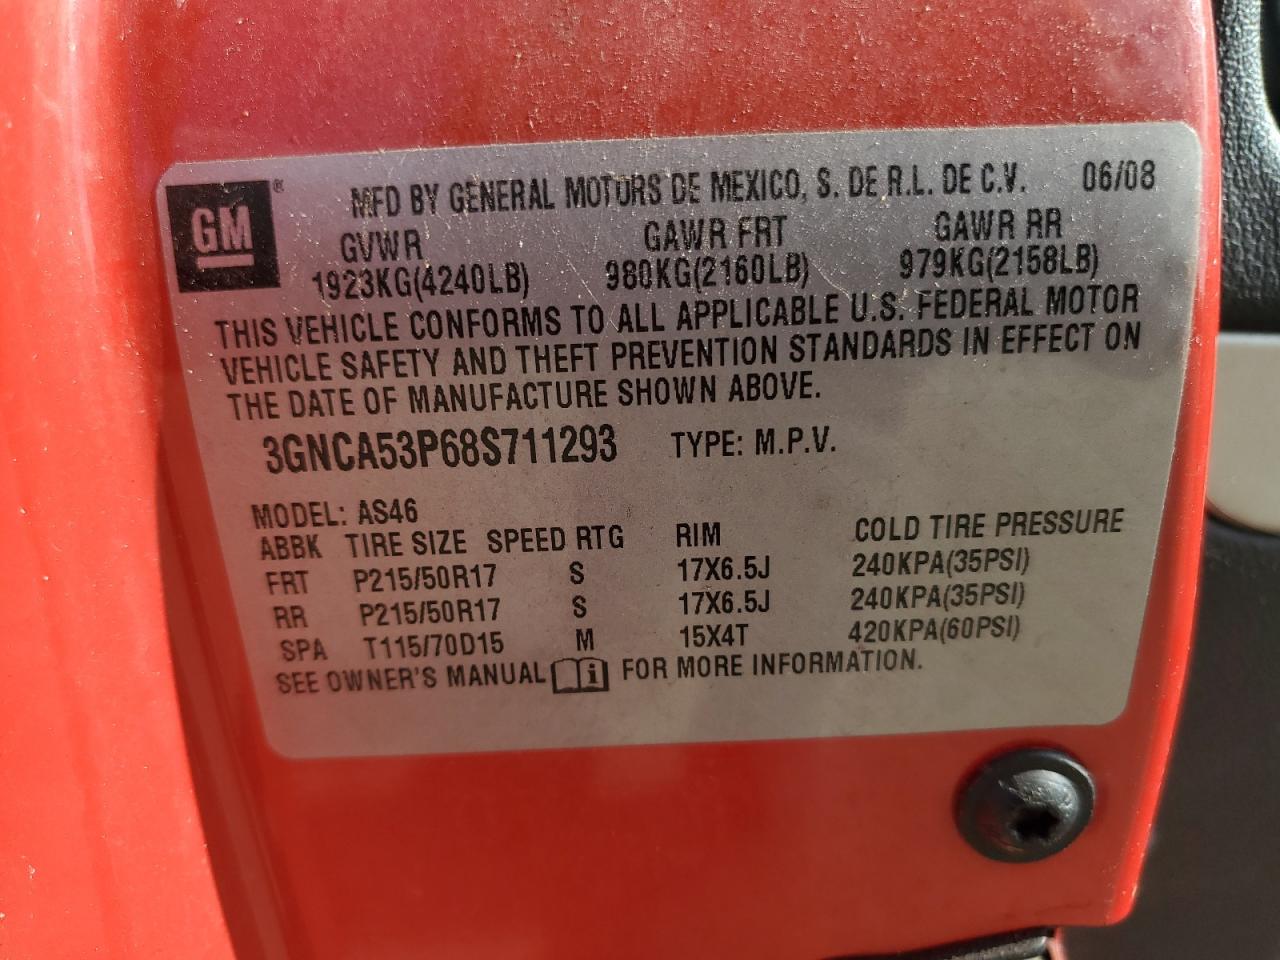 GM®
MFD BY GENERAL MOTORS DE MEXICO, S. DE R.L. DE C.V. 06/08
GVWR GAWR FRT GAWR RR
1923KG(4240LB) 980KG(2160LB) 979KG(2158LB)
THIS VEHICLE CONFORMS TO ALL APPLICABLE U.S. FEDERAL MOTOR
VEHICLE SAFETY AND THEFT PREVENTION STANDARDS IN EFFECT ON
THE DATE OF MANUFACTURE SHOWN ABOVE.
3GNCA53P68S711293 TYPE: M.P.V.
MODEL: AS46
ABBK TIRE SIZE SPEED RTG RIM COLD TIRE PRESSURE
FRT P215/50R17 S 17X6.5J 240KPA(35PSI)
RR P215/50R17 S 17X6.5J 240KPA(35PSI)
SPA T115/70D15 M 15X4T 420KPA(60PSI)
SEE OWNER'S MANUAL i FOR MORE INFORMATION.